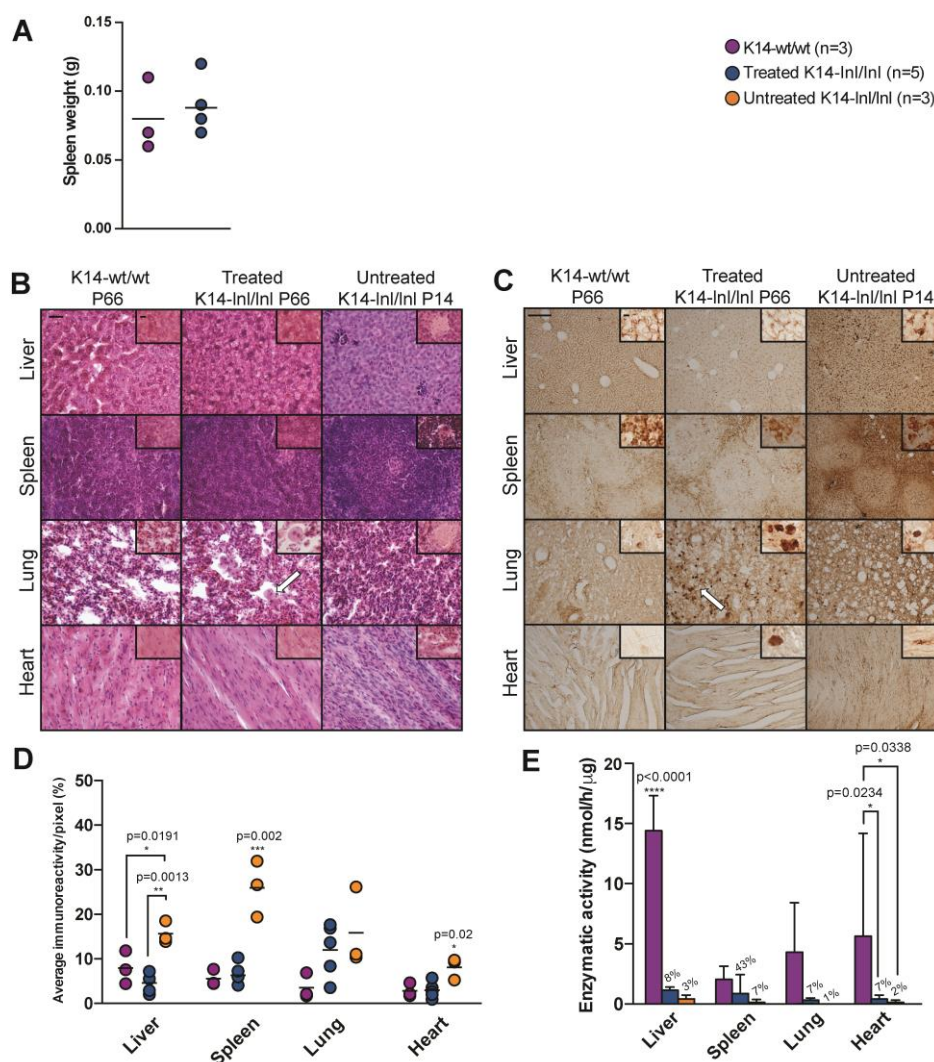 A
Spleen weight (g)
0.15
0.10
0.05
0.00
K14-wt/wt (n=3)
Treated K14-lnl/lnl (n=5)
Untreated K14-lnl/lnl (n=3)
B
K14-wt/wt
P66
Treated
K14-lnl/lnl P66
Untreated
K14-lnl/lnl P14
Liver
Spleen
Lung
Heart
C
K14-wt/wt
P66
Treated
K14-lnl/lnl P66
Untreated
K14-lnl/lnl P14
Liver
Spleen
Lung
Heart
D
Average immunoreactivity/pixel (%)
50
40
30
20
10
0
p=0.0191
*
p=0.0013
**
p=0.002
***
p=0.02
*
Liver
Spleen
Lung
Heart
E
Enzymatic activity (nmol/h/µg)
20
15
10
5
0
p<0.0001
****
p=0.0338
*
p=0.0234
*
8%
3%
43%
7%
7%
1%
7%
2%
Liver
Spleen
Lung
Heart